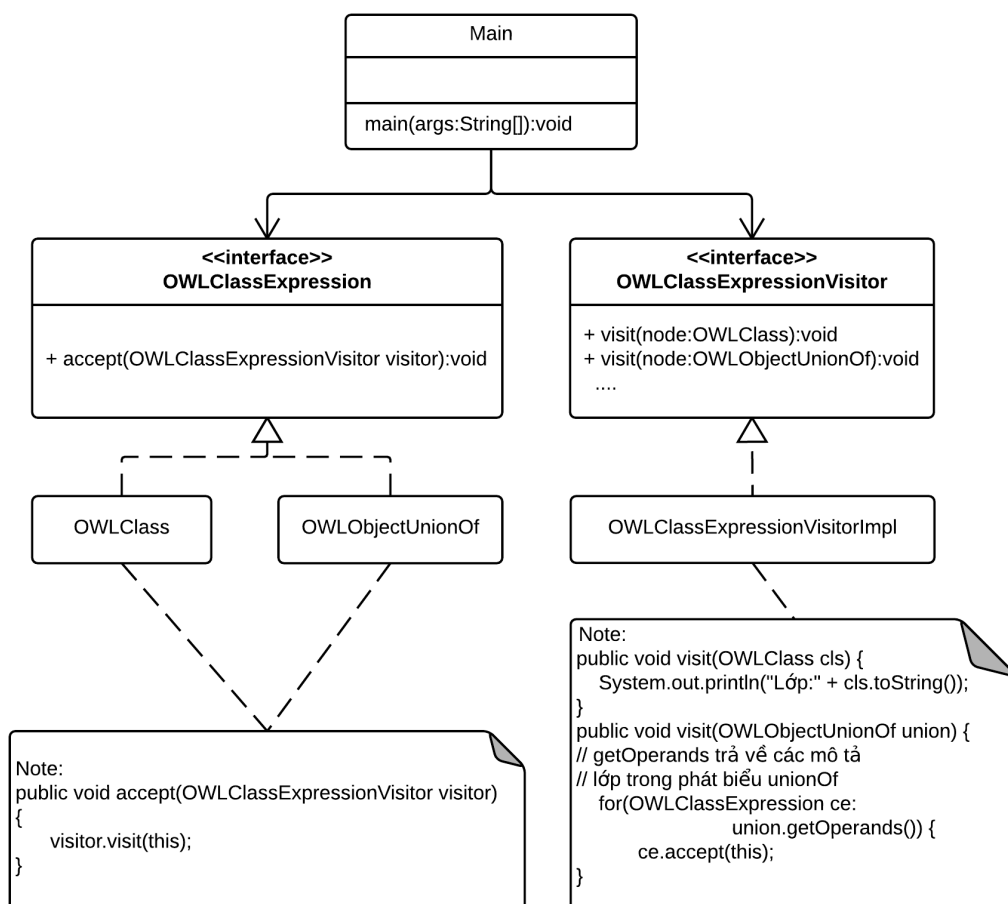 Main
main(args:String[]):void
<<interface>>
OWLClassExpression
+ accept(OWLClassExpressionVisitor visitor):void
<<interface>>
OWLClassExpressionVisitor
+ visit(node:OWLClass):void
+ visit(node:OWLObjectUnionOf):void
....
OWLClass
OWLObjectUnionOf
OWLClassExpressionVisitorImpl
Note:
public void accept(OWLClassExpressionVisitor visitor)
{
visitor.visit(this);
}
Note:
public void visit(OWLClass cls) {
System.out.println("Lớp:" + cls.toString());
}
public void visit(OWLObjectUnionOf union) {
// getOperands trả về các mô tả
// lớp trong phát biểu unionOf
for(OWLClassExpression ce:
union.getOperands()) {
ce.accept(this);
}